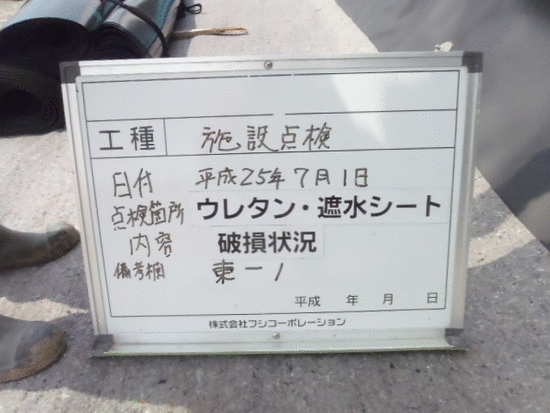 工種 施設点検
日付 平成25年7月1日
点検箇所 ウレタン・遮水シート
内容 破損状況
備考欄 東-1
平成 年 月 日
株式会社フジコーポレーション